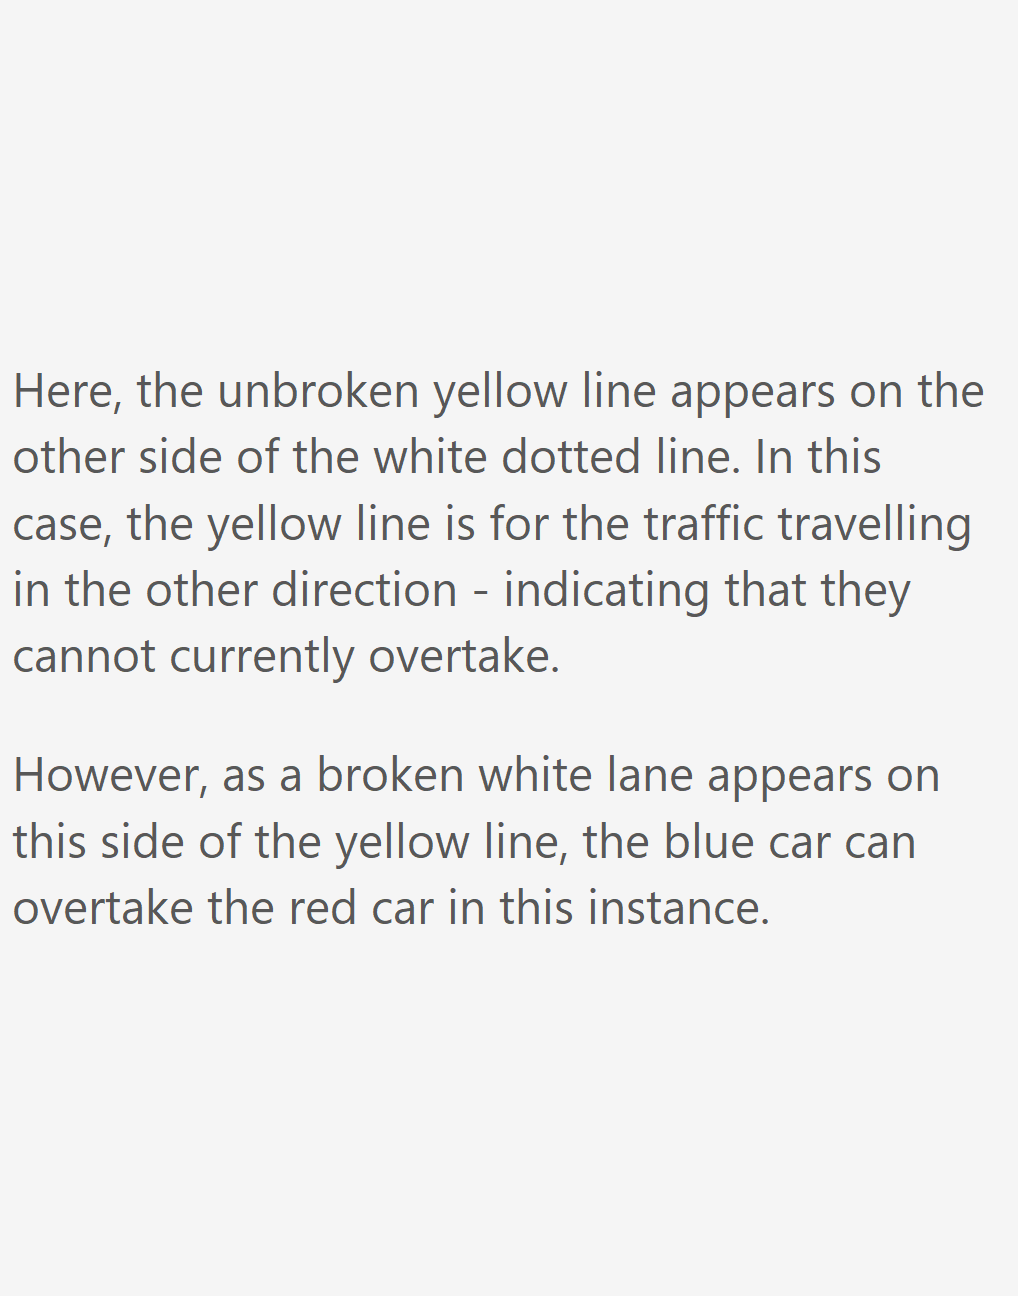 Here, the unbroken yellow line appears on the
other side of the white dotted line. In this
case, the yellow line is for the traffic travelling
in the other direction - indicating that they
cannot currently overtake.
However, as a broken white lane appears on
this side of the yellow line, the blue car can
overtake the red car in this instance.